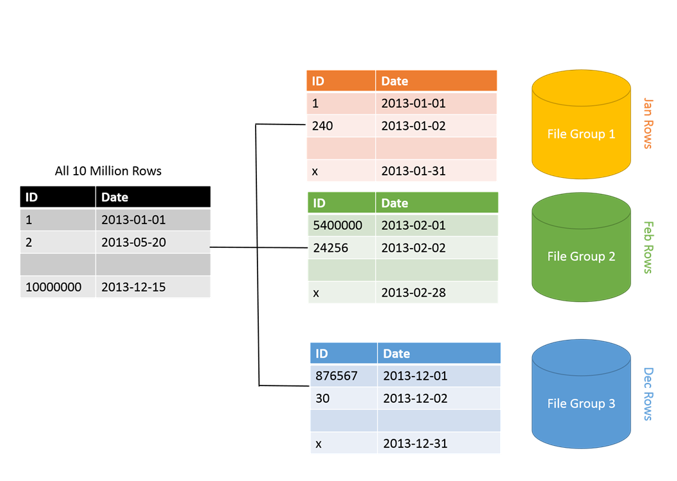 All 10 Million Rows
ID Date
1 2013-01-01
2 2013-05-20
10000000 2013-12-15
ID Date
1 2013-01-01
240 2013-01-02
x 2013-01-31
File Group 1
Jan Rows
ID Date
5400000 2013-02-01
24256 2013-02-02
x 2013-02-28
File Group 2
Feb Rows
ID Date
876567 2013-12-01
30 2013-12-02
x 2013-12-31
File Group 3
Dec Rows